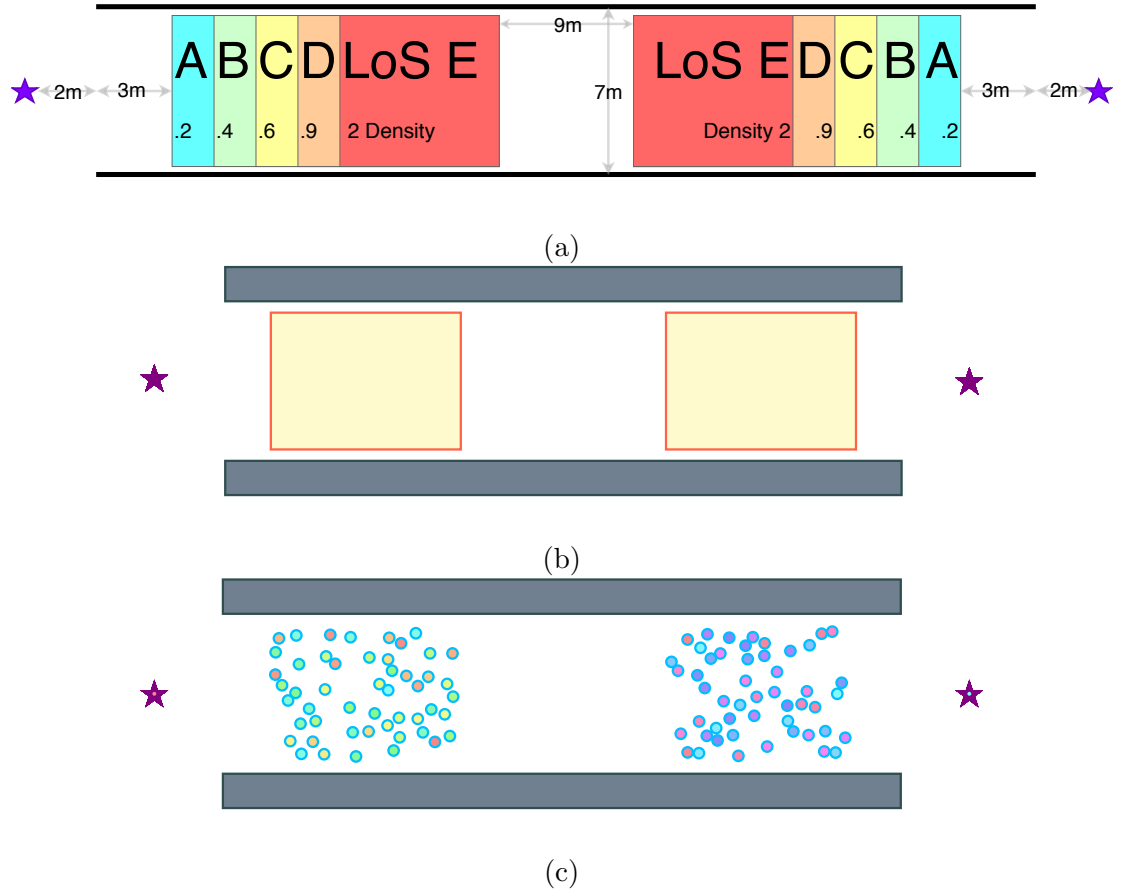 A B C D LoS E 9m LoS E D C B A
2m 3m 7m 3m 2m
.2 .4 .6 .9 2 Density Density 2 .9 .6 .4 .2
(a)
(b)
(c)